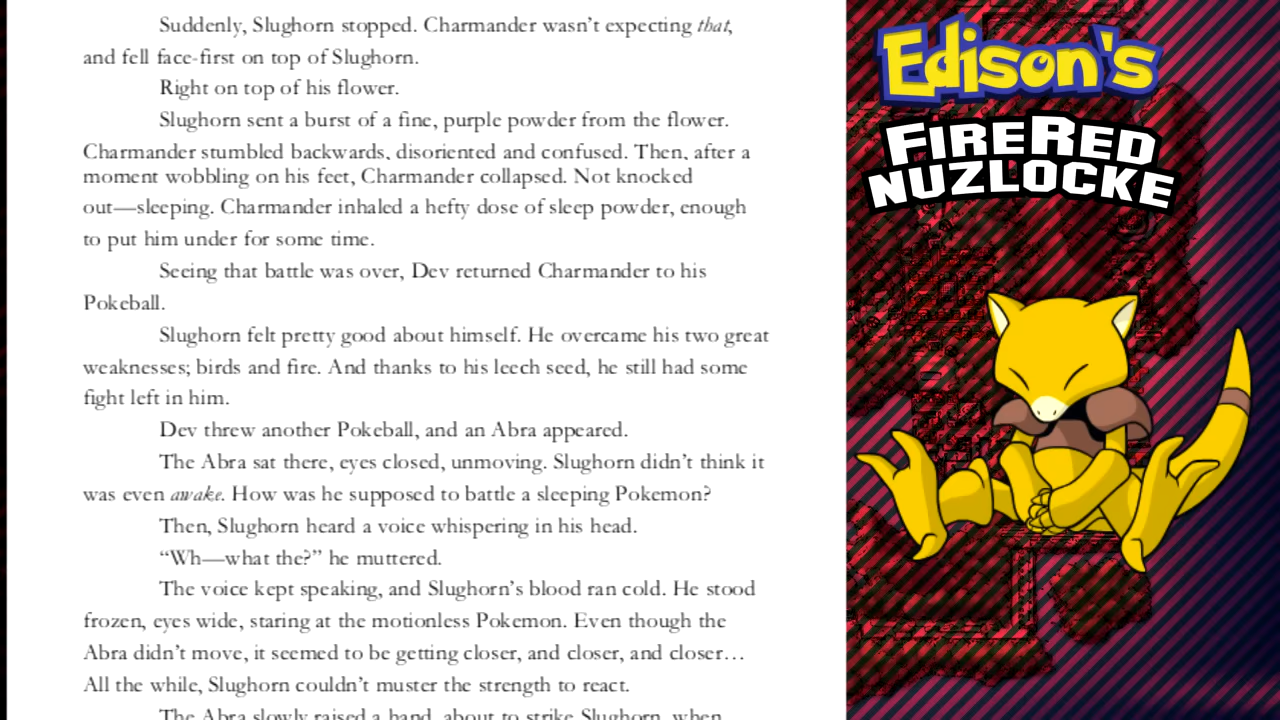 Suddenly, Slughorn stopped. Charmander wasn't expecting that,
and fell face-first on top of Slughorn.
Right on top of his flower.
Slughorn sent a burst of a fine, purple powder from the flower.
Charmander stumbled backwards, disoriented and confused. Then, after a
moment wobbling on his feet, Charmander collapsed. Not knocked
out—sleeping. Charmander inhaled a hefty dose of sleep powder, enough
to put him under for some time.
Seeing that battle was over, Dev returned Charmander to his
Pokeball.
Slughorn felt pretty good about himself. He overcame his two great
weaknesses; birds and fire. And thanks to his leech seed, he still had some
fight left in him.
Dev threw another Pokeball, and an Abra appeared.
The Abra sat there, eyes closed, unmoving. Slughorn didn't think it
was even awake. How was he supposed to battle a sleeping Pokemon?
Then, Slughorn heard a voice whispering in his head.
“Wh—what the?” he muttered.
The voice kept speaking, and Slughorn's blood ran cold. He stood
frozen, eyes wide, staring at the motionless Pokemon. Even though the
Abra didn't move, it seemed to be getting closer, and closer, and closer…
All the while, Slughorn couldn't muster the strength to react.
The Abra slowly raised a hand, about to strike Slughorn, when
Edison's
FIRERED
NUZLOCKE